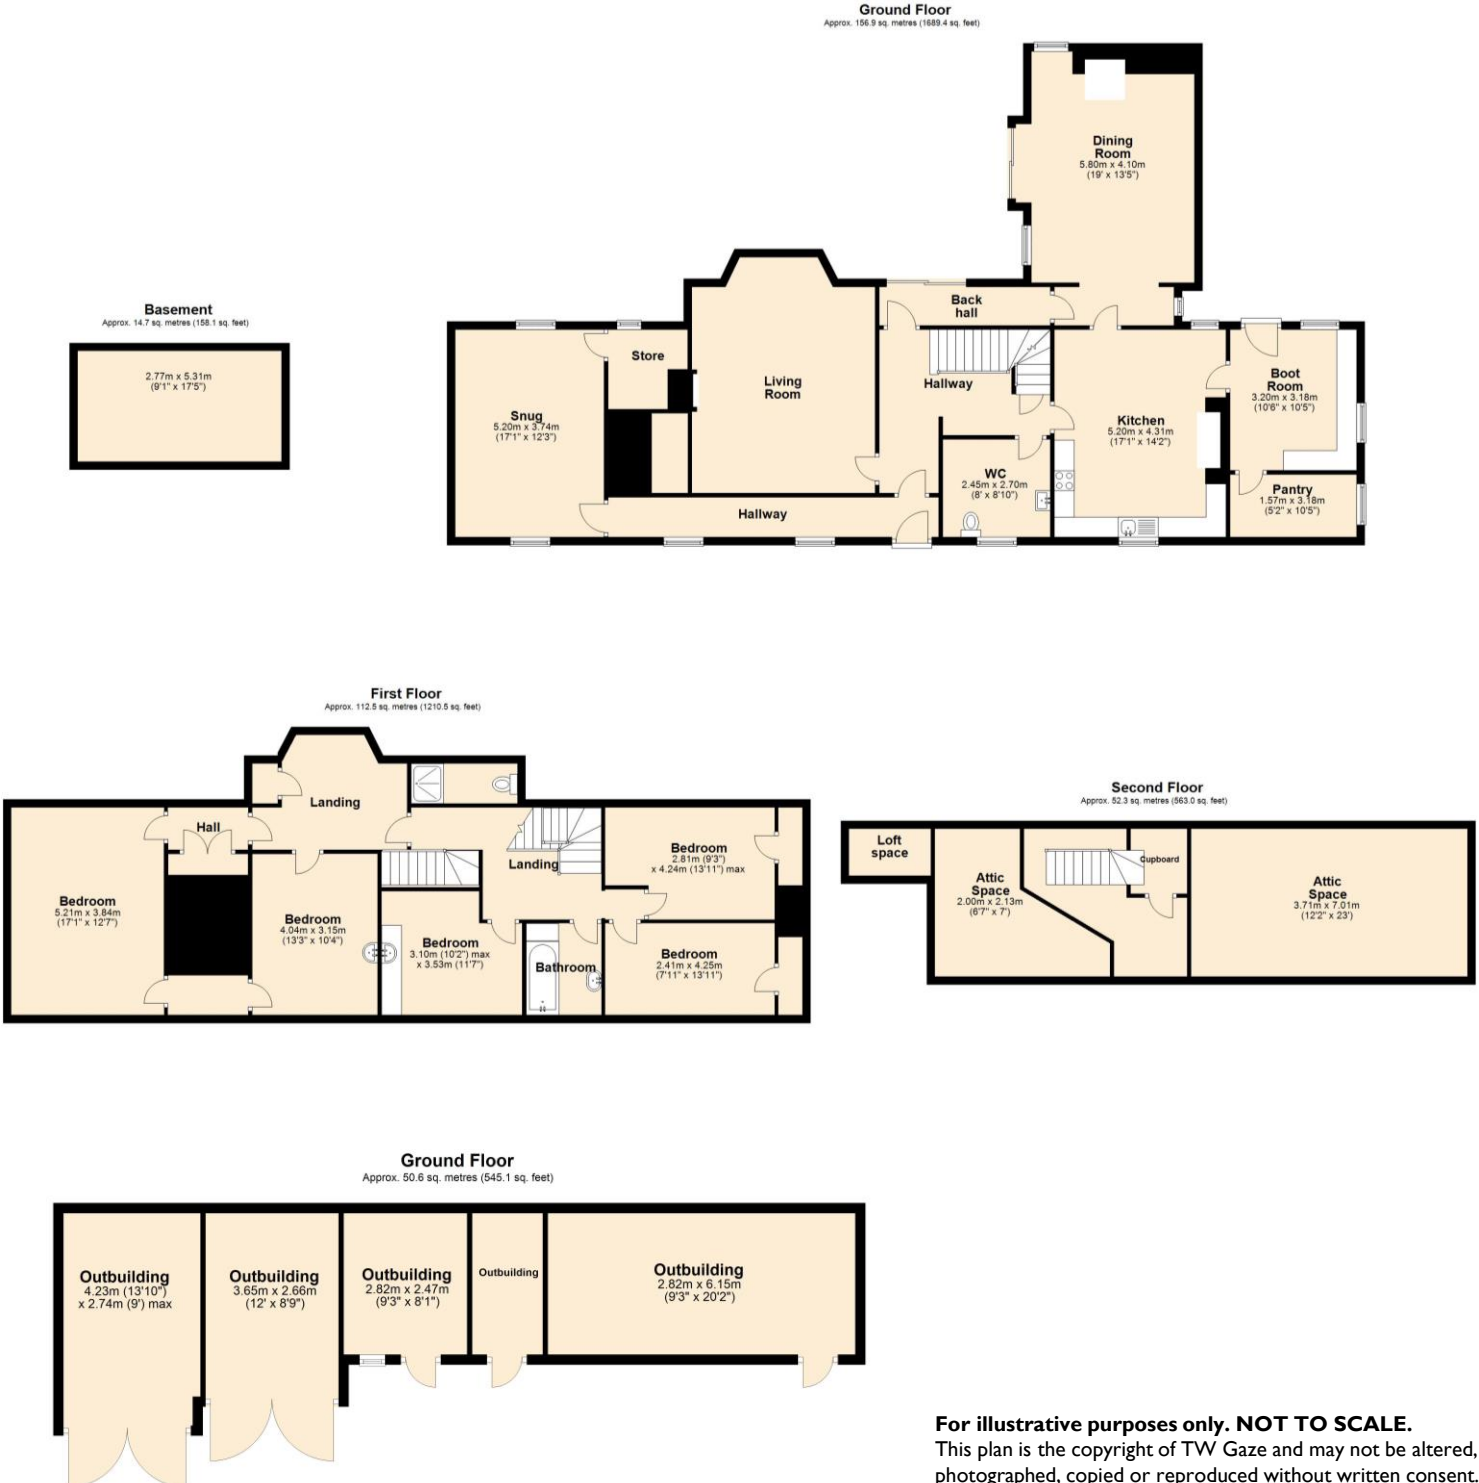 Ground Floor
Approx. 156.9 sq. metres (1689.4 sq. feet)
Dining
Room
5.80m x 4.10m
(19' x 13'5")
Back
hall
Basement
Approx. 14.7 sq. metres (158.1 sq. feet)
2.77m x 5.31m
(9'1" x 17'5")
Store
Snug
5.20m x 3.74m
(17'1" x 12'3")
Living
Room
Hallway
Kitchen
5.20m x 4.31m
(17'1" x 14'2")
Boot
Room
3.20m x 3.18m
(10'6" x 10'5")
WC
2.45m x 2.70m
(8' x 8'10")
Pantry
1.57m x 3.18m
(5'2" x 10'5")
Hallway
First Floor
Approx. 112.5 sq. metres (1210.5 sq. feet)
Landing
Hall
Landing
Bedroom
2.81m (9'3")
x 4.24m (13'11") max
Bedroom
5.21m x 3.84m
(17'1" x 12'7")
Bedroom
4.04m x 3.15m
(13'3" x 10'4")
Bedroom
3.10m (10'2") max
x 3.53m (11'7")
Bathroom
Bedroom
2.41m x 4.25m
(7'11" x 13'11")
Second Floor
Approx. 52.3 sq. metres (563.0 sq. feet)
Loft
space
Attic
Space
2.00m x 2.13m
(6'7" x 7')
Cupboard
Attic
Space
3.71m x 7.01m
(12'2" x 23')
Ground Floor
Approx. 50.6 sq. metres (545.1 sq. feet)
Outbuilding
4.23m (13'10")
x 2.74m (9') max
Outbuilding
3.65m x 2.66m
(12' x 8'9")
Outbuilding
2.82m x 2.47m
(9'3" x 8'1")
Outbuilding
Outbuilding
2.82m x 6.15m
(9'3" x 20'2")
For illustrative purposes only. NOT TO SCALE.
This plan is the copyright of TW Gaze and may not be altered,
photographed, copied or reproduced without written consent.